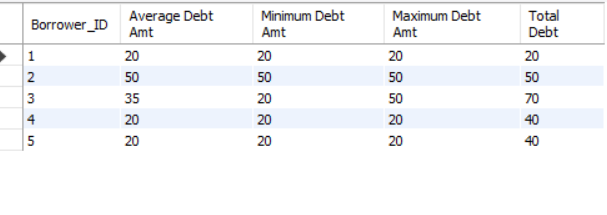 Borrower_ID Average Debt Amt Minimum Debt Amt Maximum Debt Amt Total Debt
1 20 20 20 20
2 50 50 50 50
3 35 20 50 70
4 20 20 20 40
5 20 20 20 40